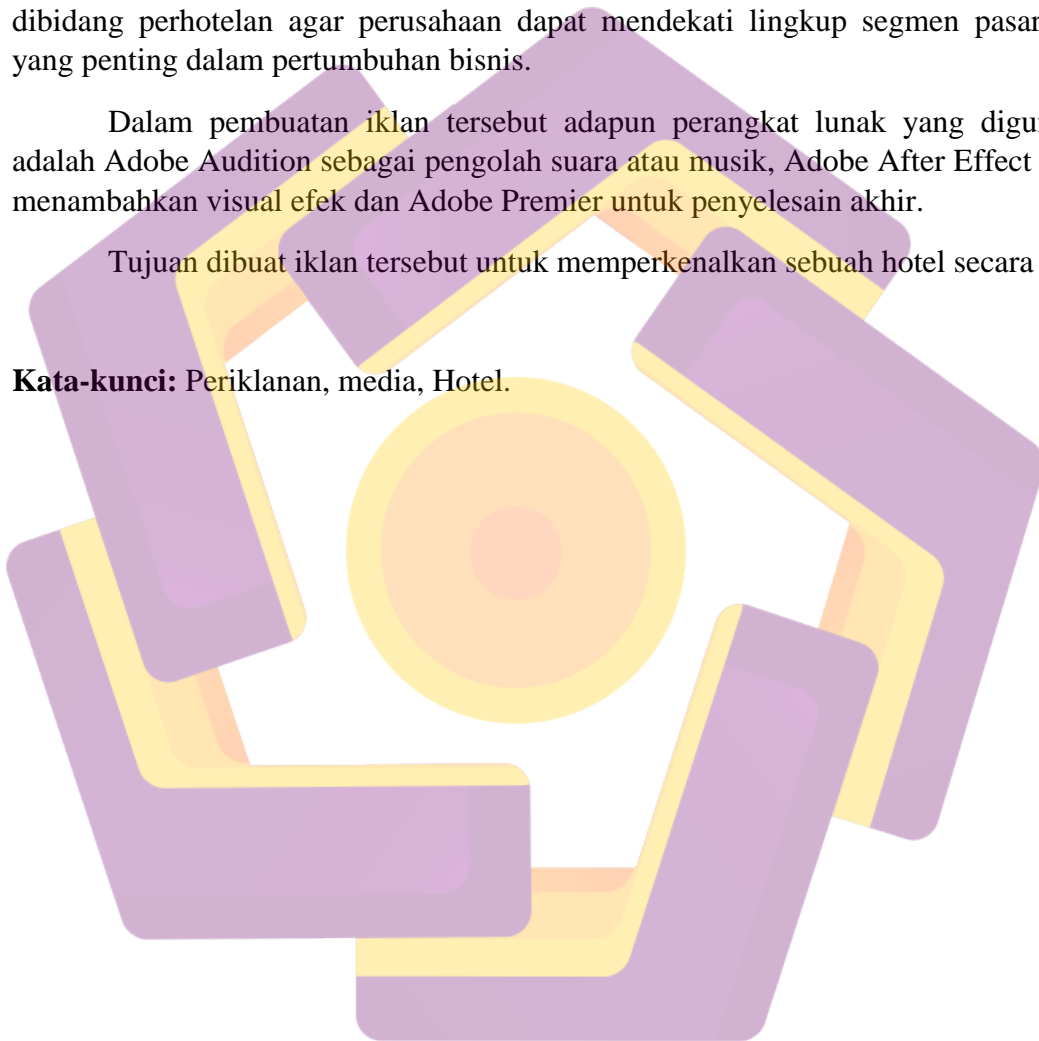 dibidang perhotelan agar perusahaan dapat mendekati lingkup segmen pasar
yang penting dalam pertumbuhan bisnis.
Dalam pembuatan iklan tersebut adapun perangkat lunak yang
adalah Adobe Audition sebagai pengolah suara atau musik, Adobe After Effect
menambahkan visual efek dan Adobe Premier untuk penyelesain akhir.
Tujuan dibuat iklan tersebut untuk memperkenalkan sebuah hotel secara
Kata-kunci: Periklanan, media, Hotel.